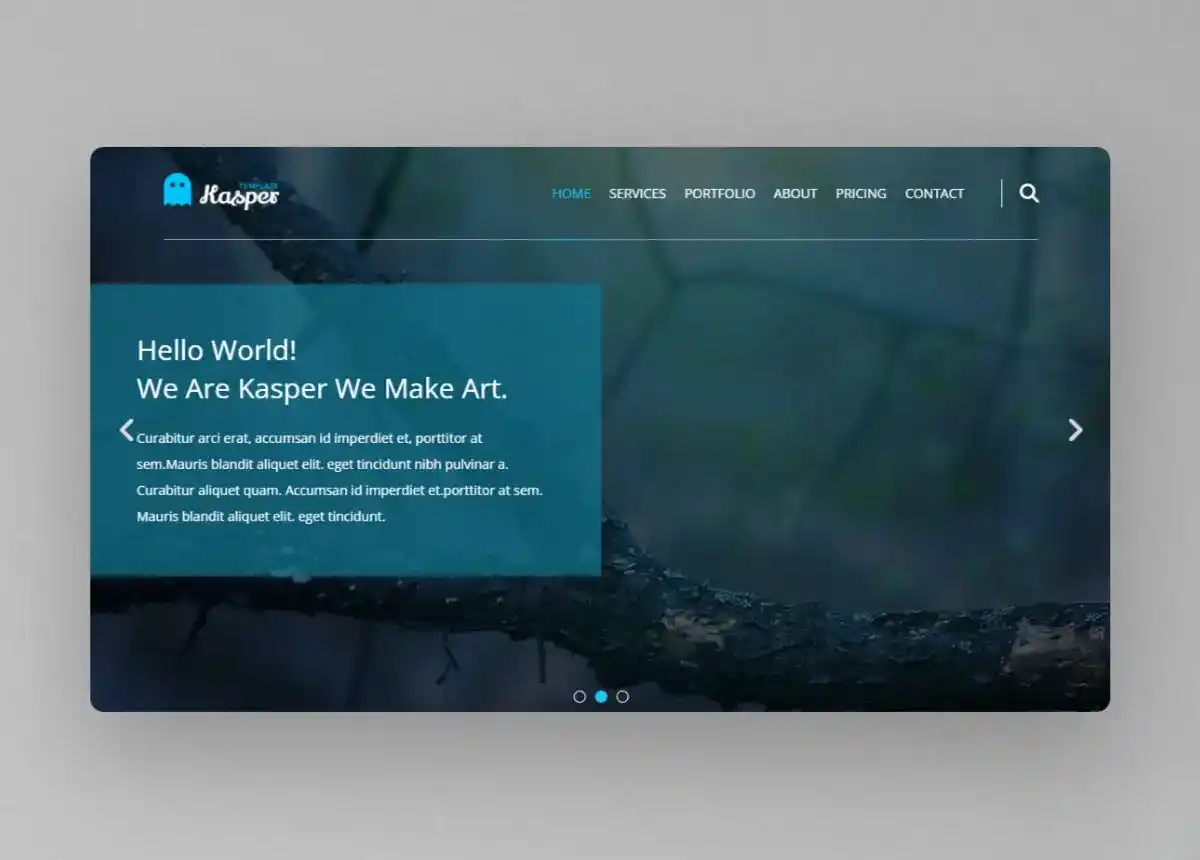 TEMPLATE
Kasper
HOME SERVICES PORTFOLIO ABOUT PRICING CONTACT
Hello World!
We Are Kasper We Make Art.
Curabitur arci erat, accumsan id imperdiet et, porttitor at
sem.Mauris blandit aliquet elit. eget tincidunt nibh pulvinar a.
Curabitur aliquet quam. Accumsan id imperdiet et.porttitor at sem.
Mauris blandit aliquet elit. eget tincidunt.